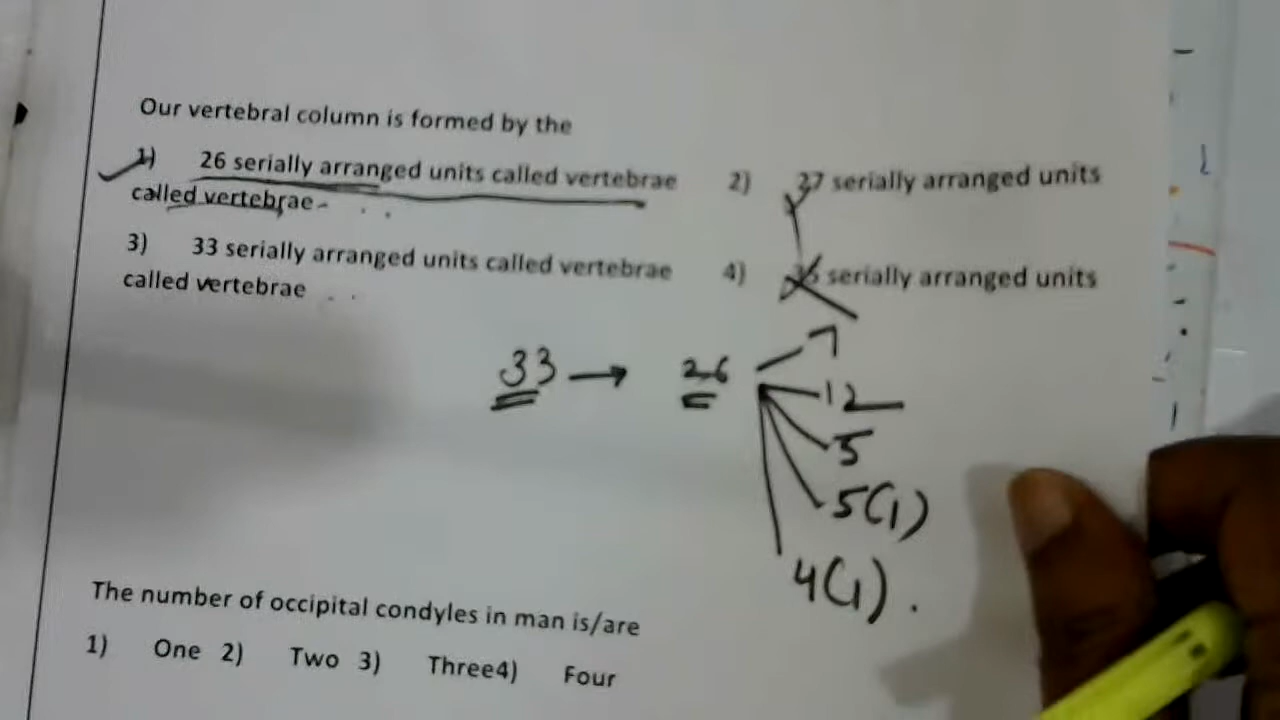 Our vertebral column is formed by the
1) 26 serially arranged units called vertebrae 2) 27 serially arranged units
called vertebrae
3) 33 serially arranged units called vertebrae 4) serially arranged units
called vertebrae
33 → 26
7
12
5
5(1)
4(1).
The number of occipital condyles in man is/are
1) One 2) Two 3) Three4) Four